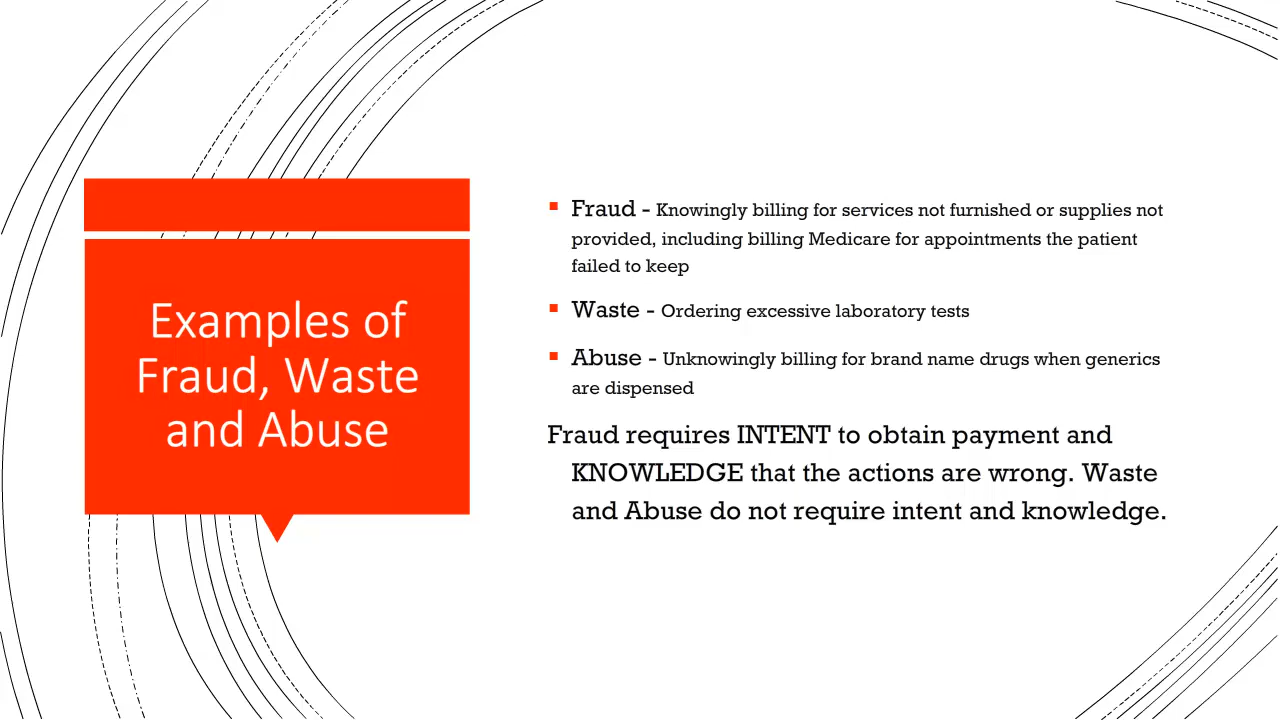 Examples of
Fraud, Waste
and Abuse
Fraud - Knowingly billing for services not furnished or supplies not
provided, including billing Medicare for appointments the patient
failed to keep
Waste - Ordering excessive laboratory tests
Abuse - Unknowingly billing for brand name drugs when generics
are dispensed
Fraud requires INTENT to obtain payment and
KNOWLEDGE that the actions are wrong. Waste
and Abuse do not require intent and knowledge.